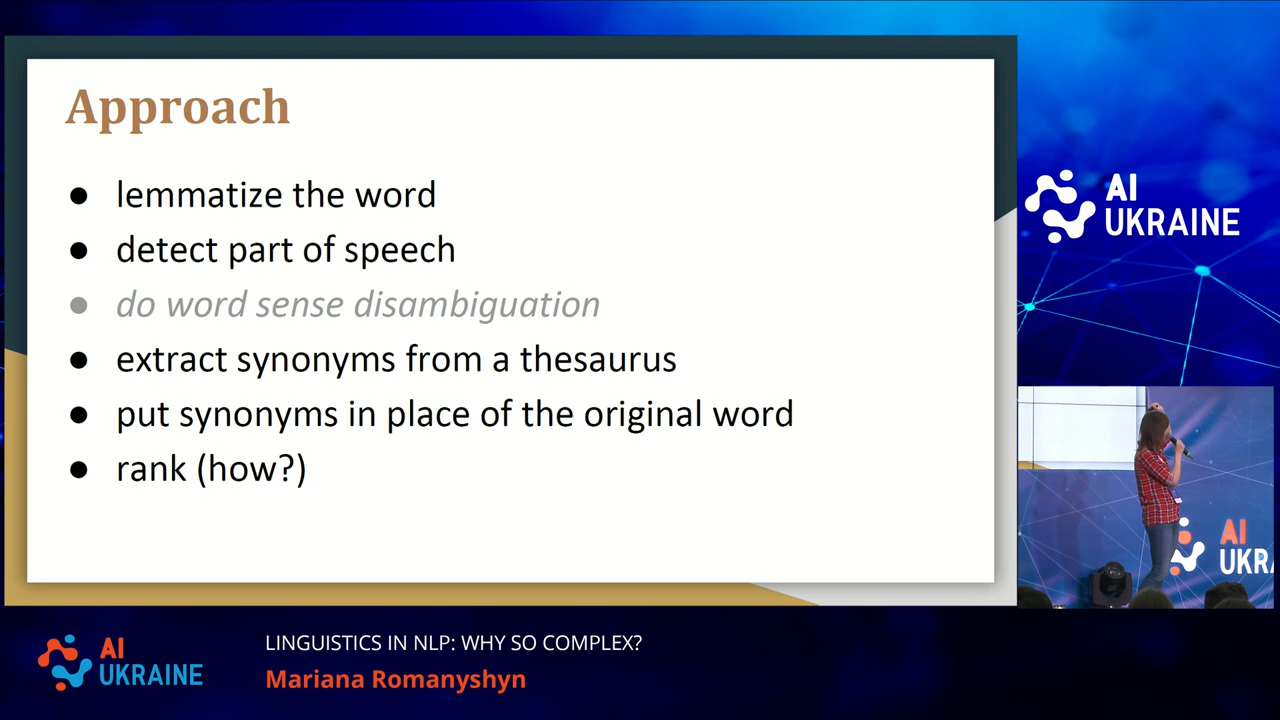 Approach
● lemmatize the word
● detect part of speech
● do word sense disambiguation
● extract synonyms from a thesaurus
● put synonyms in place of the original word
● rank (how?)
AI
UKRAINE
AI
UKR
AI
UKRAINE
LINGUISTICS IN NLP: WHY SO COMPLEX?
Mariana Romanyshyn